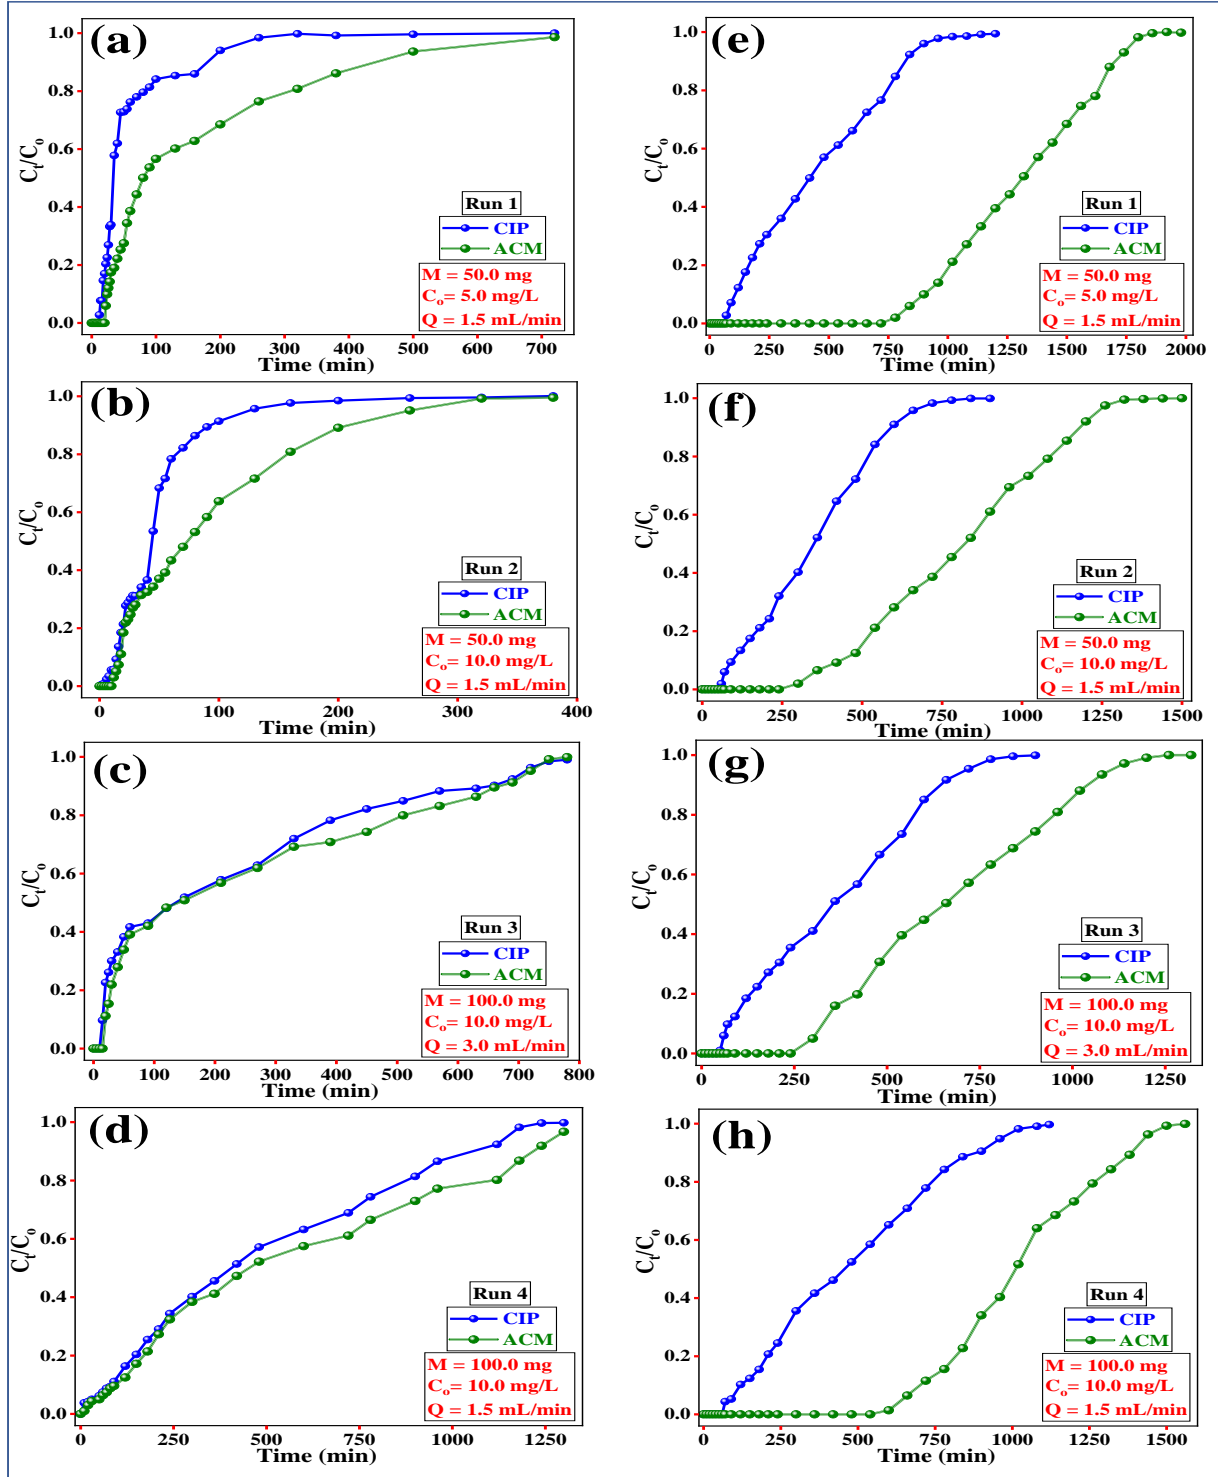 (a)
1.0
0.8
0.6
0.4
0.2
0.0
Cₜ/Cₒ
Run 1
CIP
ACM
M = 50.0 mg
Cₒ= 5.0 mg/L
Q = 1.5 mL/min
0 100 200 300 400 500 600 700
Time (min)
(e)
1.0
0.8
0.6
0.4
0.2
0.0
Cₜ/Cₒ
Run 1
CIP
ACM
M = 50.0 mg
Cₒ= 5.0 mg/L
Q = 1.5 mL/min
0 250 500 750 1000 1250 1500 1750 2000
Time (min)
(b)
1.0
0.8
0.6
0.4
0.2
0.0
Cₜ/Cₒ
Run 2
CIP
ACM
M = 50.0 mg
Cₒ= 10.0 mg/L
Q = 1.5 mL/min
0 100 200 300 400
Time (min)
(f)
1.0
0.8
0.6
0.4
0.2
0.0
Cₜ/Cₒ
Run 2
CIP
ACM
M = 50.0 mg
Cₒ= 10.0 mg/L
Q = 1.5 mL/min
0 250 500 750 1000 1250 1500
Time (min)
(c)
1.0
0.8
0.6
0.4
0.2
0.0
Cₜ/Cₒ
Run 3
CIP
ACM
M = 100.0 mg
Cₒ= 10.0 mg/L
Q = 3.0 mL/min
0 100 200 300 400 500 600 700 800
Time (min)
(g)
1.0
0.8
0.6
0.4
0.2
0.0
Cₜ/Cₒ
Run 3
CIP
ACM
M = 100.0 mg
Cₒ= 10.0 mg/L
Q = 3.0 mL/min
0 250 500 750 1000 1250
Time (min)
(d)
1.0
0.8
0.6
0.4
0.2
0.0
Cₜ/Cₒ
Run 4
CIP
ACM
M = 100.0 mg
Cₒ= 10.0 mg/L
Q = 1.5 mL/min
0 250 500 750 1000 1250
Time (min)
(h)
1.0
0.8
0.6
0.4
0.2
0.0
Cₜ/Cₒ
Run 4
CIP
ACM
M = 100.0 mg
Cₒ= 10.0 mg/L
Q = 1.5 mL/min
0 250 500 750 1000 1250 1500
Time (min)